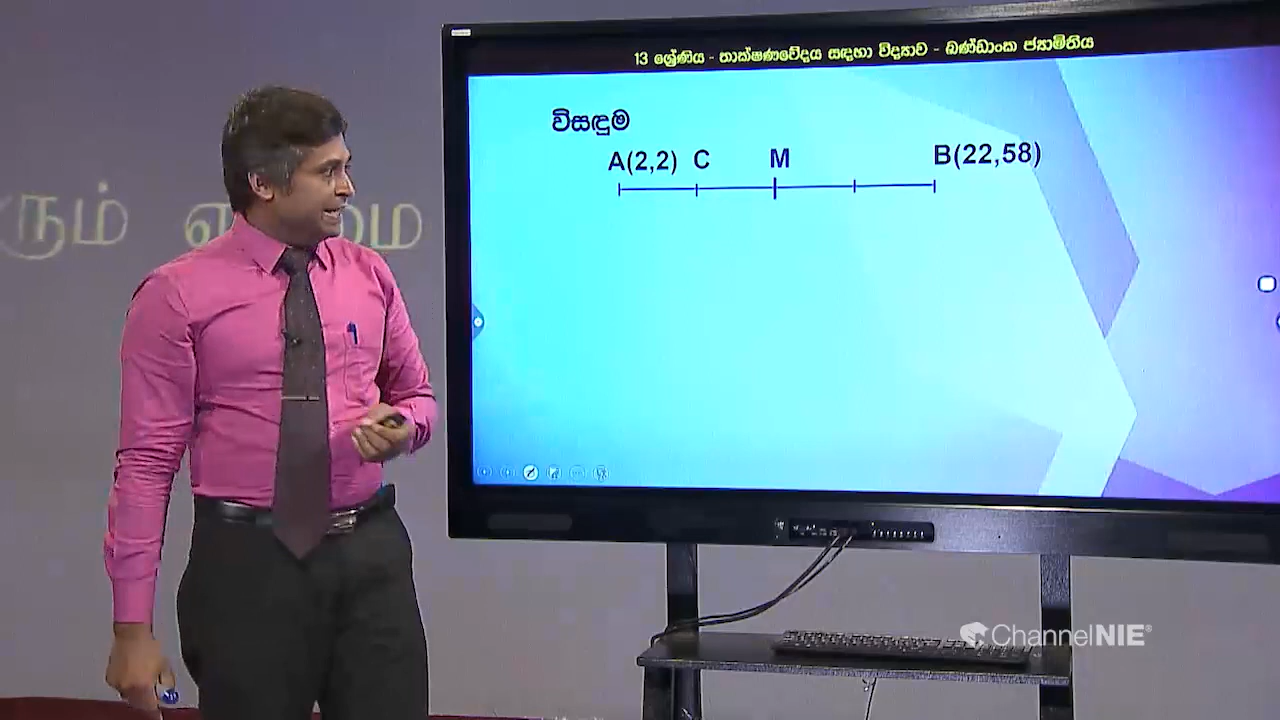 13 ශ්‍රේණිය - තාක්ෂණවේදය සඳහා විද්‍යාව - ඛණ්ඩාංක ජ්‍යාමිතිය
විසඳුම
A(2,2) C M B(22,58)
ChannelNIE®